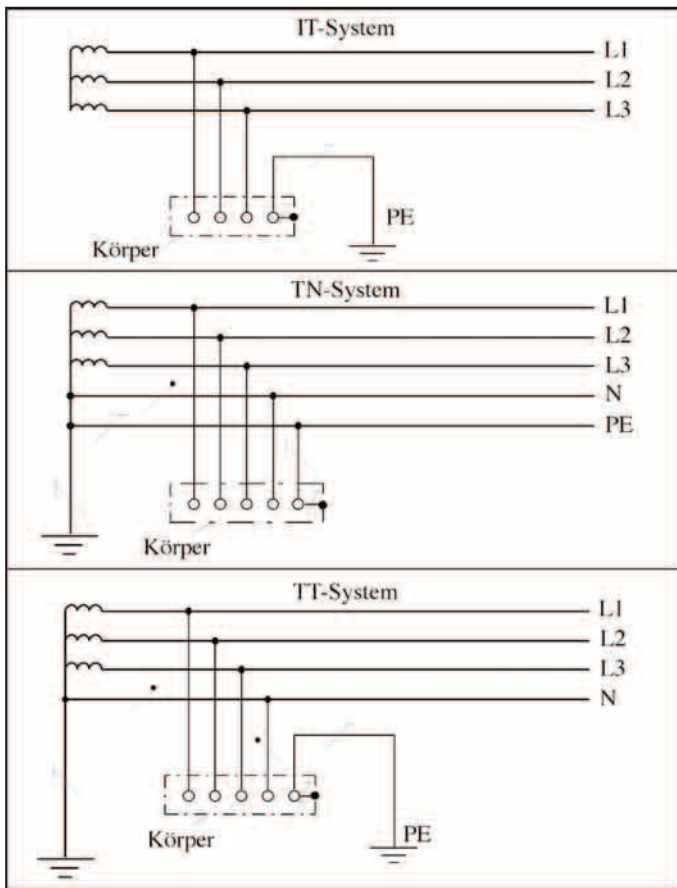 IT-System
L1
L2
L3
PE
Körper
TN-System
L1
L2
L3
N
PE
Körper
TT-System
L1
L2
L3
N
PE
Körper